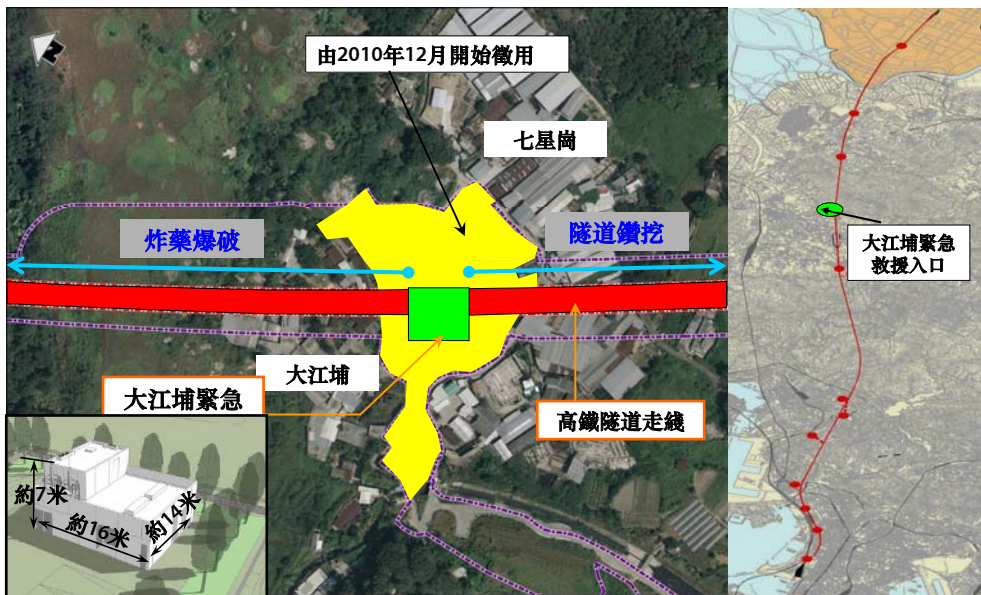 由2010年12月開始徵用
七星崗
炸藥爆破
隧道鑽挖
大江埔緊急
救援入口
大江埔
大江埔緊急
高鐵隧道走綫
約7米
約16米
約14米
北